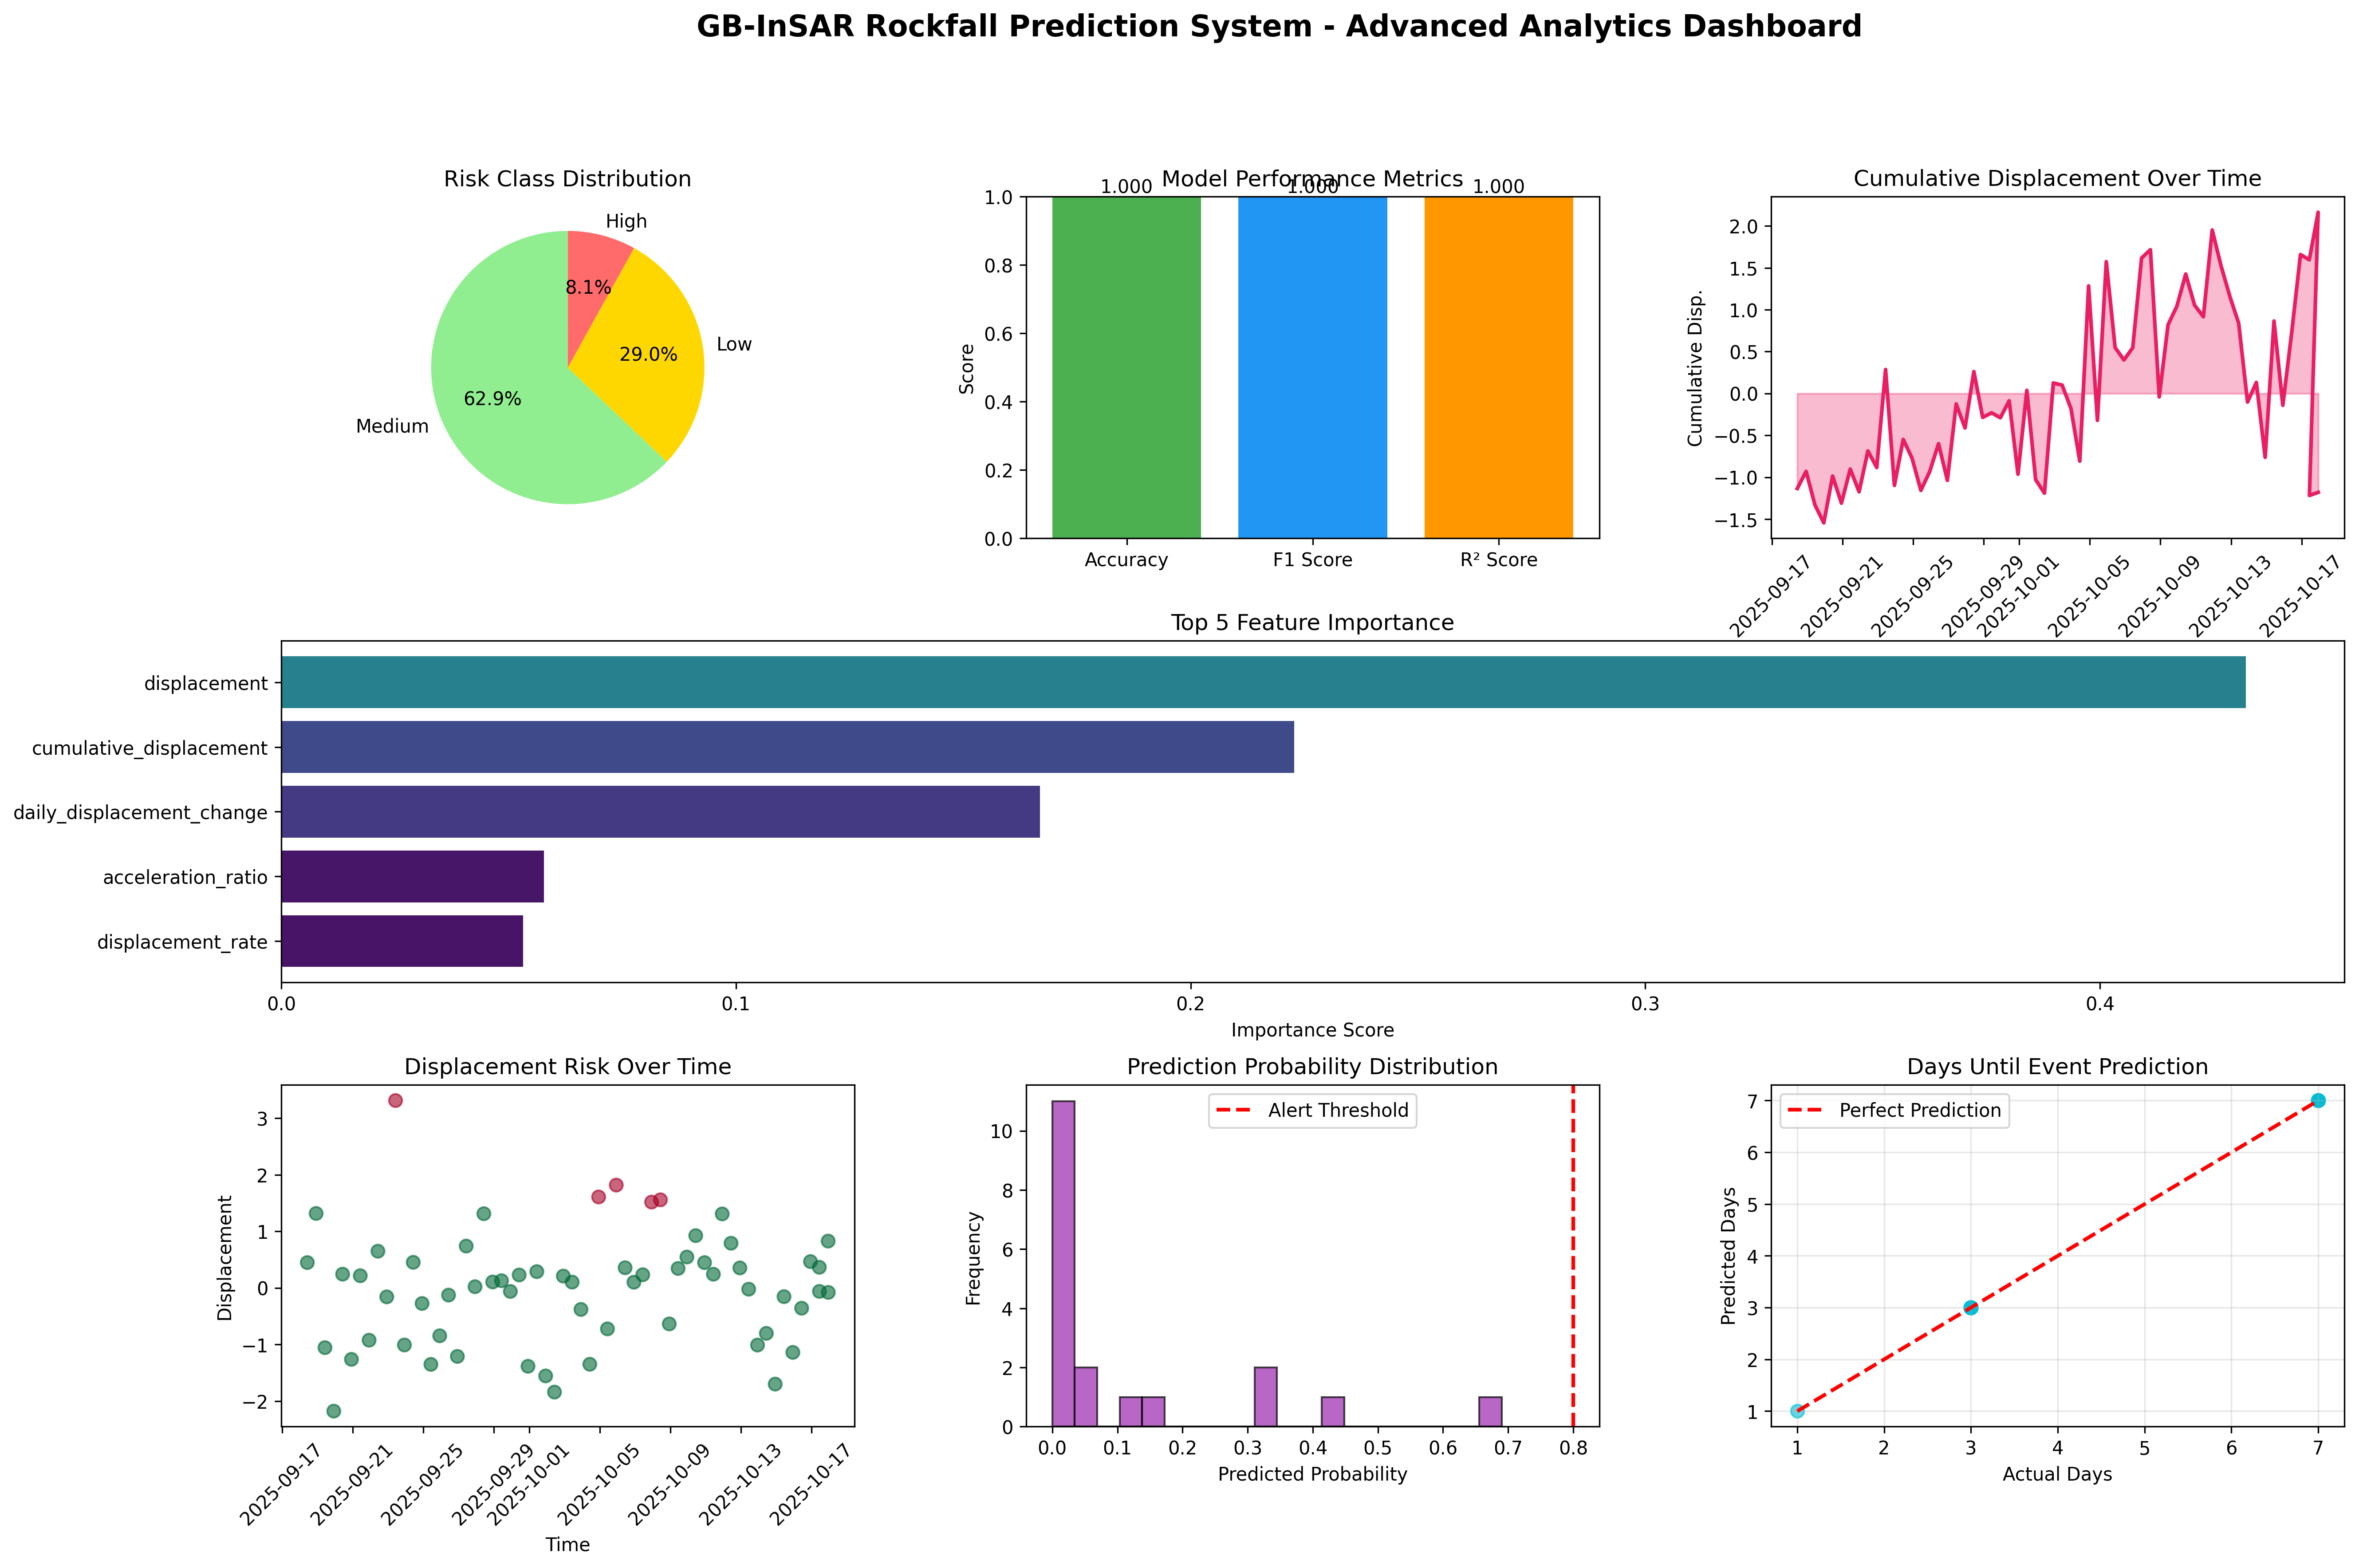 GB-InSAR Rockfall Prediction System - Advanced Analytics Dashboard
Risk Class Distribution
High
8.1%
Low
29.0%
62.9%
Medium
Model Performance Metrics
1.000
1.000
1.000
1.0
0.8
0.6
0.4
0.2
0.0
Score
Accuracy
F1 Score
R² Score
Cumulative Displacement Over Time
2.0
1.5
1.0
0.5
0.0
−0.5
−1.0
−1.5
Cumulative Disp.
2025-09-17
2025-09-21
2025-09-25
2025-09-29
2025-10-01
2025-10-05
2025-10-09
2025-10-13
2025-10-17
Top 5 Feature Importance
displacement
cumulative_displacement
daily_displacement_change
acceleration_ratio
displacement_rate
0.0
0.1
0.2
0.3
0.4
Importance Score
Displacement Risk Over Time
3
2
1
0
−1
−2
Displacement
2025-09-17
2025-09-21
2025-09-25
2025-09-29
2025-10-01
2025-10-05
2025-10-09
2025-10-13
2025-10-17
Time
Prediction Probability Distribution
Alert Threshold
10
8
6
4
2
0
Frequency
0.0
0.1
0.2
0.3
0.4
0.5
0.6
0.7
0.8
Predicted Probability
Days Until Event Prediction
Perfect Prediction
7
6
5
4
3
2
1
Predicted Days
1
2
3
4
5
6
7
Actual Days